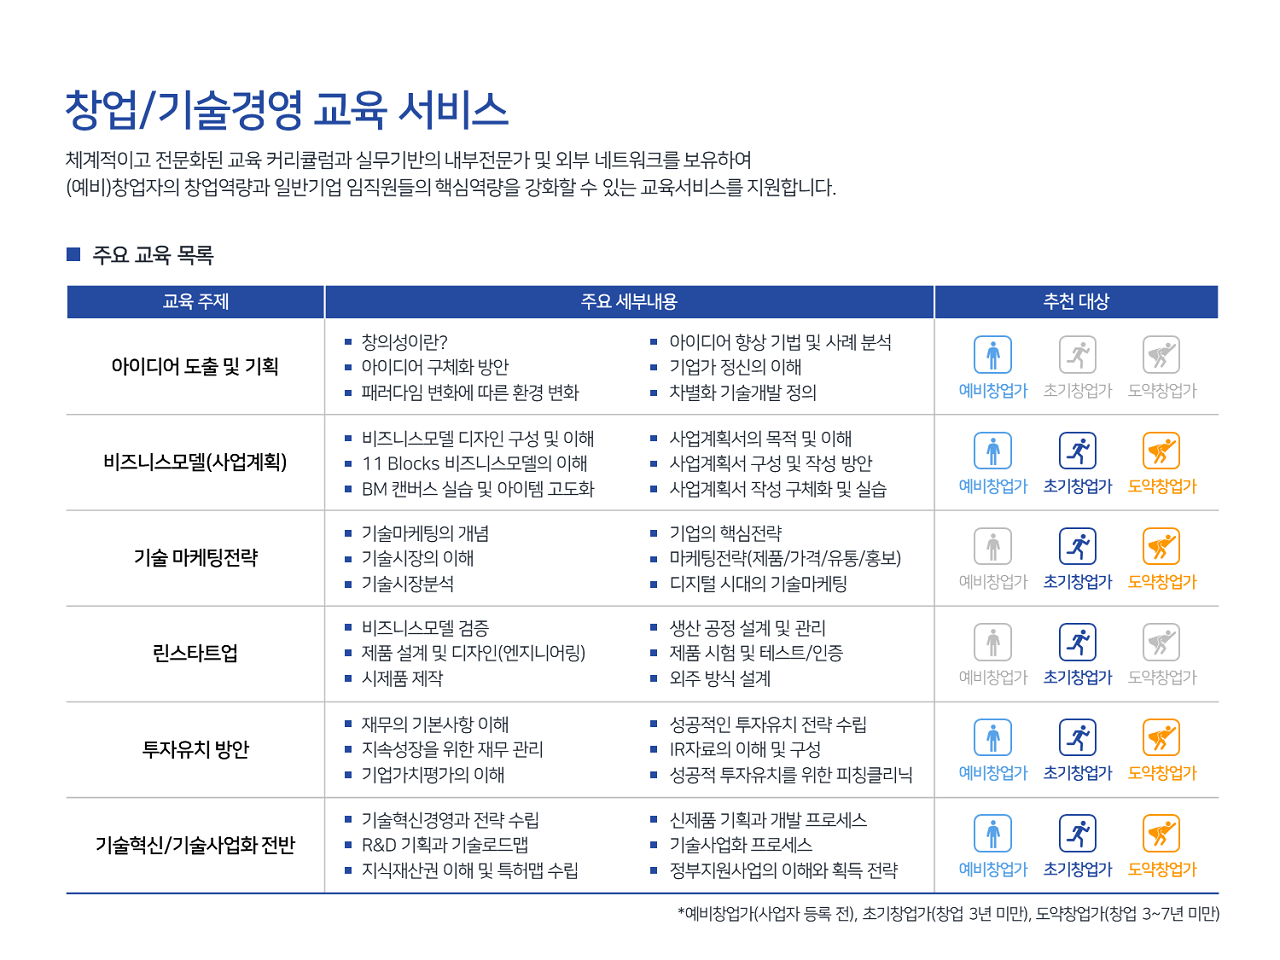 창업/기술경영 교육 서비스
체계적이고 전문화된 교육 커리큘럼과 실무기반의 내부전문가 및 외부 네트워크를 보유하여
(예비)창업자의 창업역량과 일반기업 임직원들의 핵심역량을 강화할 수 있는 교육서비스를 지원합니다.
주요 교육 목록
교육 주제 주요 세부내용 추천 대상
아이디어 도출 및 기획
창의성이란? 아이디어 향상 기법 및 사례 분석
아이디어 구체화 방안 기업가 정신의 이해
패러다임 변화에 따른 환경 변화 차별화 기술개발 정의
예비창업가 초기창업가 도약창업가
비즈니스모델(사업계획)
비즈니스모델 디자인 구성 및 이해 사업계획서의 목적 및 이해
11 Blocks 비즈니스모델의 이해 사업계획서 구성 및 작성 방안
BM 캔버스 실습 및 아이템 고도화 사업계획서 작성 구체화 및 실습
예비창업가 초기창업가 도약창업가
기술 마케팅전략
기술마케팅의 개념 기업의 핵심전략
기술시장의 이해 마케팅전략(제품/가격/유통/홍보)
기술시장분석 디지털 시대의 기술마케팅
예비창업가 초기창업가 도약창업가
린스타트업
비즈니스모델 검증 생산 공정 설계 및 관리
제품 설계 및 디자인(엔지니어링) 제품 시험 및 테스트/인증
시제품 제작 외주 방식 설계
예비창업가 초기창업가 도약창업가
투자유치 방안
재무의 기본사항 이해 성공적인 투자유치 전략 수립
지속성장을 위한 재무 관리 IR자료의 이해 및 구성
기업가치평가의 이해 성공적 투자유치를 위한 피칭클리닉
예비창업가 초기창업가 도약창업가
기술혁신/기술사업화 전반
기술혁신경영과 전략 수립 신제품 기획과 개발 프로세스
R&D 기획과 기술로드맵 기술사업화 프로세스
지식재산권 이해 및 특허맵 수립 정부지원사업의 이해와 획득 전략
예비창업가 초기창업가 도약창업가
*예비창업가(사업자 등록 전), 초기창업가(창업 3년 미만), 도약창업가(창업 3~7년 미만)